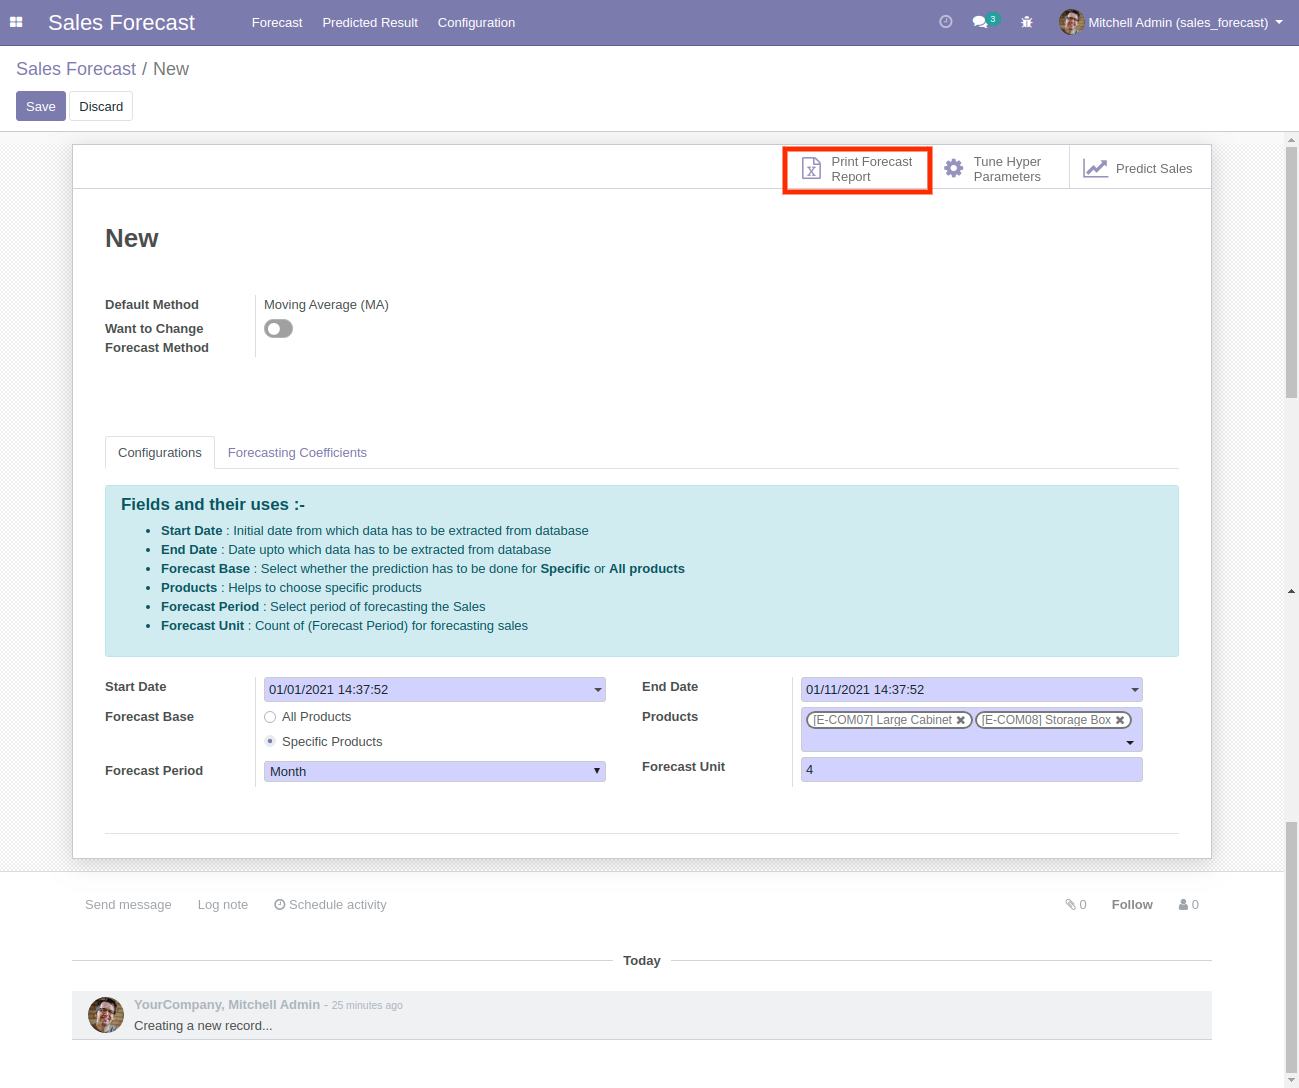 Sales Forecast Forecast Predicted Result Configuration 3 Mitchell Admin (sales_forecast)
Sales Forecast / New
Save Discard
Print Forecast Report
Tune Hyper Parameters
Predict Sales
New
Default Method Moving Average (MA)
Want to Change
Forecast Method
Configurations Forecasting Coefficients
Fields and their uses :-
• Start Date : Initial date from which data has to be extracted from database
• End Date : Date upto which data has to be extracted from database
• Forecast Base : Select whether the prediction has to be done for Specific or All products
• Products : Helps to choose specific products
• Forecast Period : Select period of forecasting the Sales
• Forecast Unit : Count of (Forecast Period) for forecasting sales
Start Date 01/01/2021 14:37:52 End Date 01/11/2021 14:37:52
Forecast Base All Products Products [E-COM07] Large Cabinet ✖ [E-COM08] Storage Box ✖
Specific Products
Forecast Period Month Forecast Unit 4
Send message Log note Schedule activity 0 Follow 0
Today
YourCompany, Mitchell Admin - 25 minutes ago
Creating a new record...